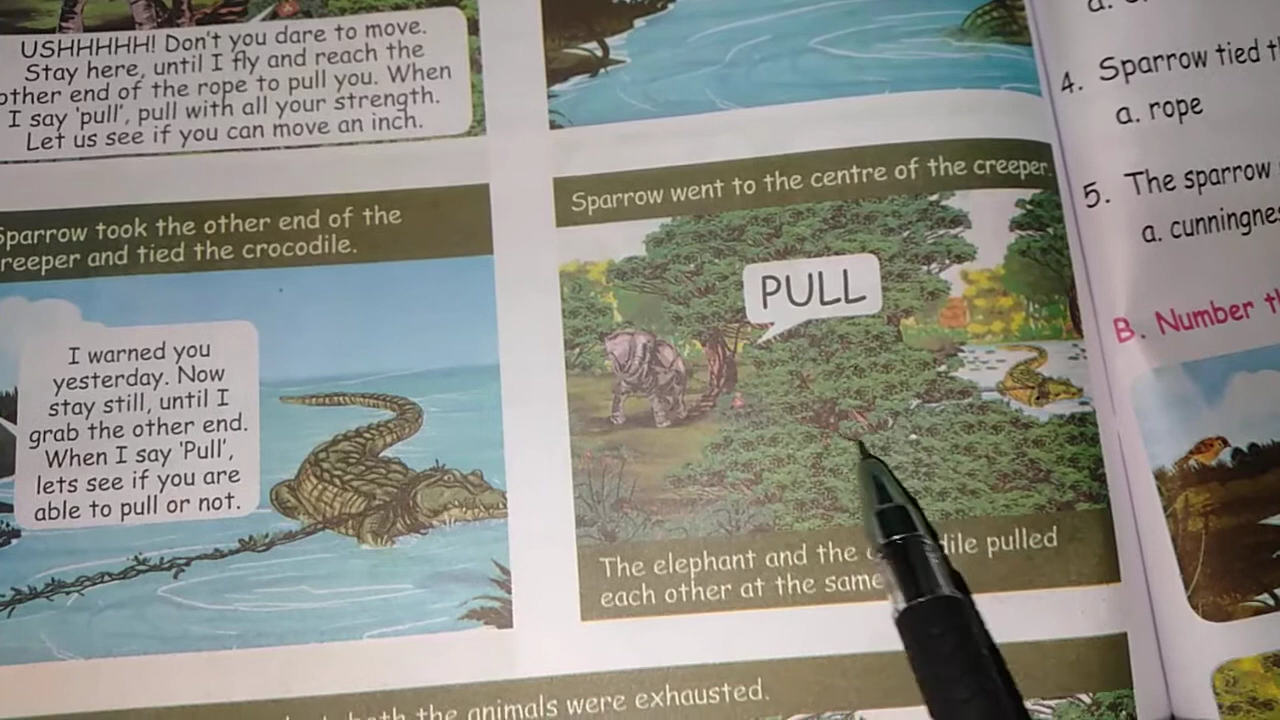 USHHHHH! Don't you dare to move.
Stay here, until I fly and reach the
other end of the rope to pull you. When
I say 'pull', pull with all your strength.
Let us see if you can move an inch.
Sparrow took the other end of the
creeper and tied the crocodile.
I warned you
yesterday. Now
stay still, until I
grab the other end.
When I say 'Pull',
lets see if you are
able to pull or not.
Sparrow went to the centre of the creeper.
PULL
The elephant and the pulled
each other at the same
both the animals were exhausted.
4. Sparrow tied
a. rope
5. The sparrow
a.
B. Number